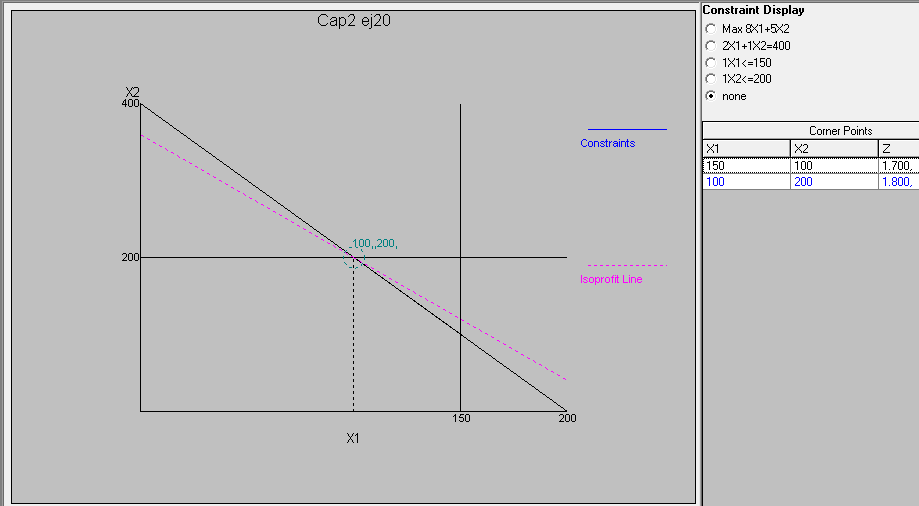 Cap2 ej20
X2
400
200
100,,200,
150
200
X1
Constraints
Isoprofit Line
Constraint Display
Max 8X1+5X2
2X1+1X2=400
1X1<=150
1X2<=200
none
Corner Points
X1 X2 Z
150 100 1.700,
100 200 1.800,